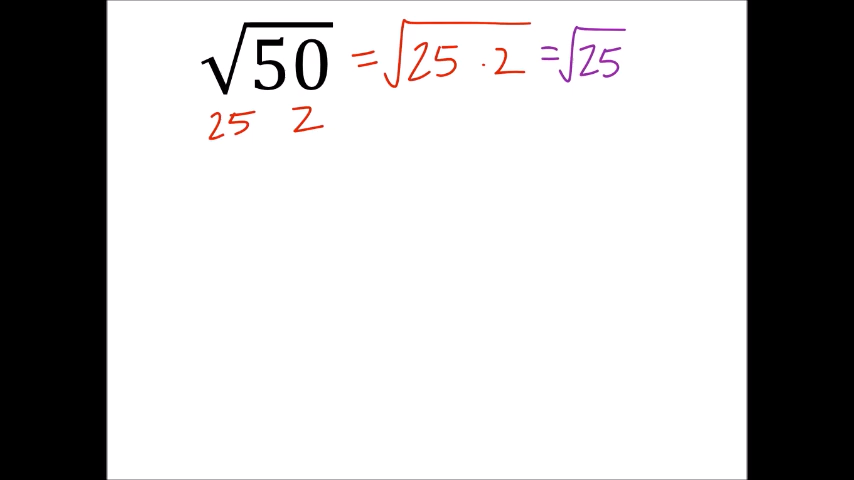 √50 = √25 · 2 = √25
25 2